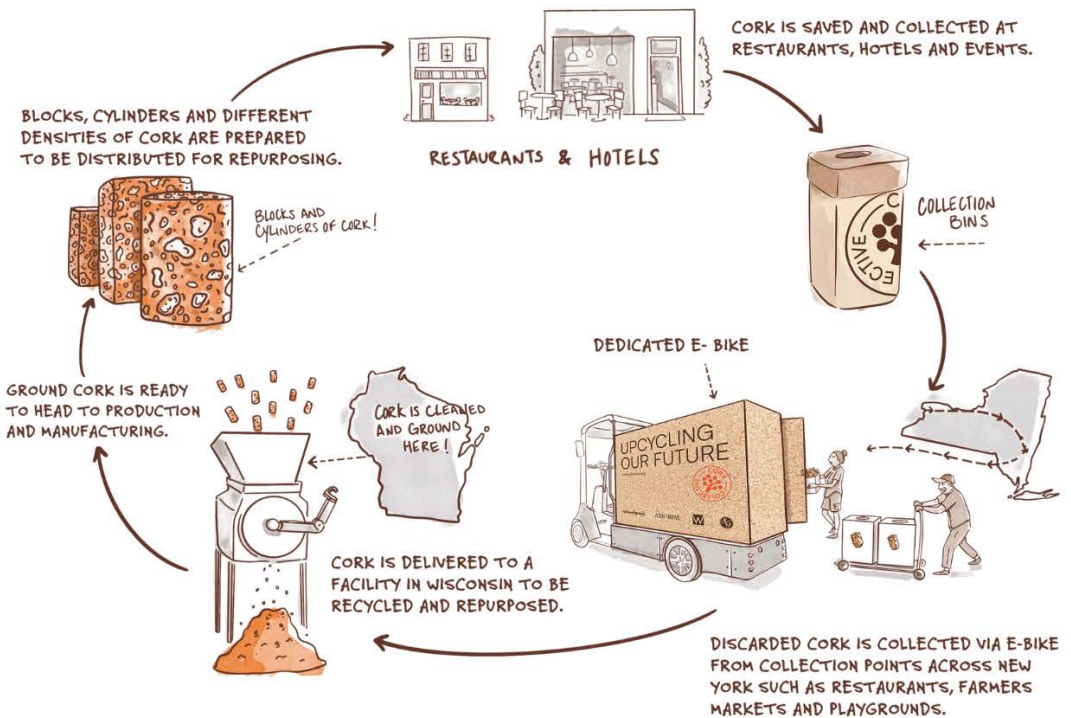 CORK IS SAVED AND COLLECTED AT
RESTAURANTS, HOTELS AND EVENTS.
RESTAURANTS & HOTELS
COLLECTION
BINS
ECTIVE
C
DEDICATED E- BIKE
UPCYCLING
OUR FUTURE
DISCARDED CORK IS COLLECTED VIA E-BIKE
FROM COLLECTION POINTS ACROSS NEW
YORK SUCH AS RESTAURANTS, FARMERS
MARKETS AND PLAYGROUNDS.
CORK IS DELIVERED TO A
FACILITY IN WISCONSIN TO BE
RECYCLED AND REPURPOSED.
CORK IS CLEANED
AND GROUND
HERE!
GROUND CORK IS READY
TO HEAD TO PRODUCTION
AND MANUFACTURING.
BLOCKS, CYLINDERS AND DIFFERENT
DENSITIES OF CORK ARE PREPARED
TO BE DISTRIBUTED FOR REPURPOSING.
BLOCKS AND
CYLINDERS OF CORK!